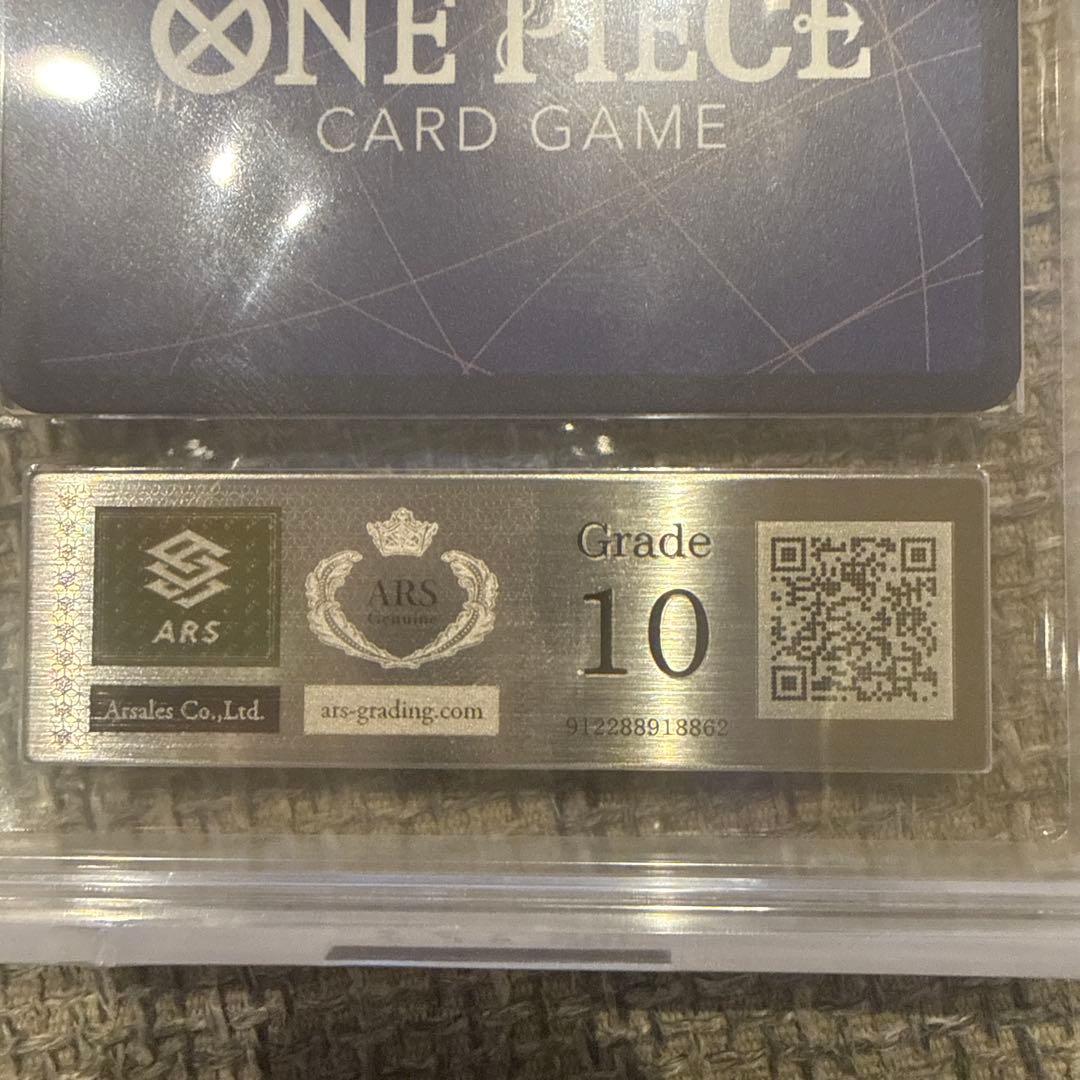 ONE PIECE
CARD GAME
ARS
Arsales Co.,Ltd.
ARS
Genuine
ars-grading.com
Grade
10
912288918862